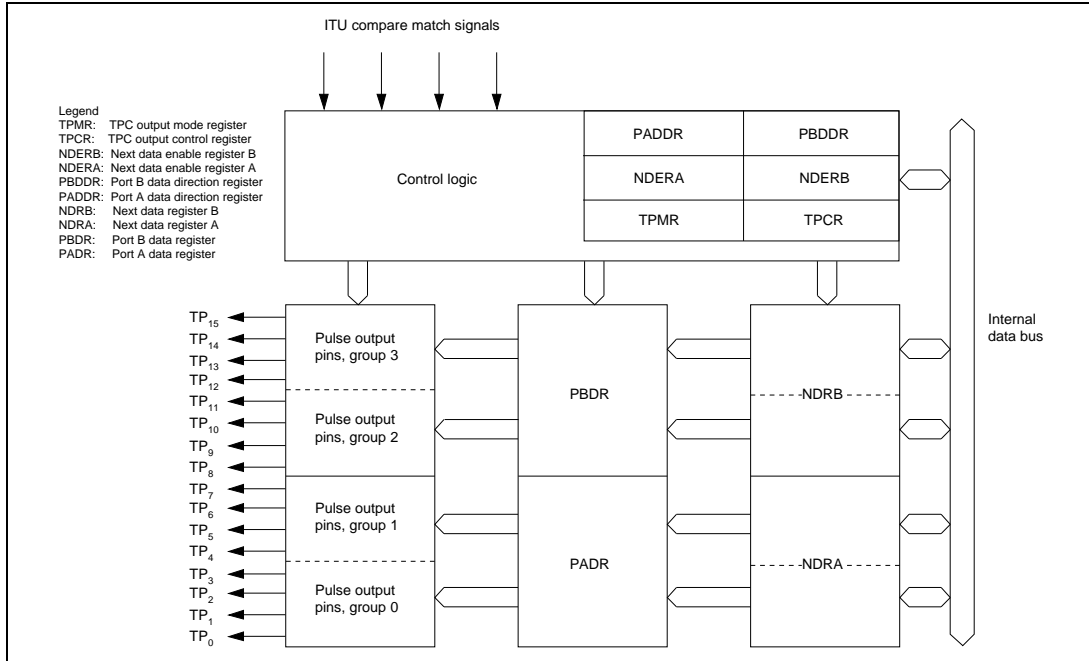 ITU compare match signals
Legend
TPMR: TPC output mode register
TPCR: TPC output control register
NDERB: Next data enable register B
NDERA: Next data enable register A
PBDDR: Port B data direction register
PADDR: Port A data direction register
NDRB: Next data register B
NDRA: Next data register A
PBDR: Port B data register
PADR: Port A data register
Control logic
PADDR PBDDR
NDERA NDERB
TPMR TPCR
Internal
data bus
TP15
TP14
TP13
TP12
TP11
TP10
TP9
TP8
TP7
TP6
TP5
TP4
TP3
TP2
TP1
TP0
Pulse output
pins, group 3
Pulse output
pins, group 2
Pulse output
pins, group 1
Pulse output
pins, group 0
PBDR
PADR
NDRB
NDRA